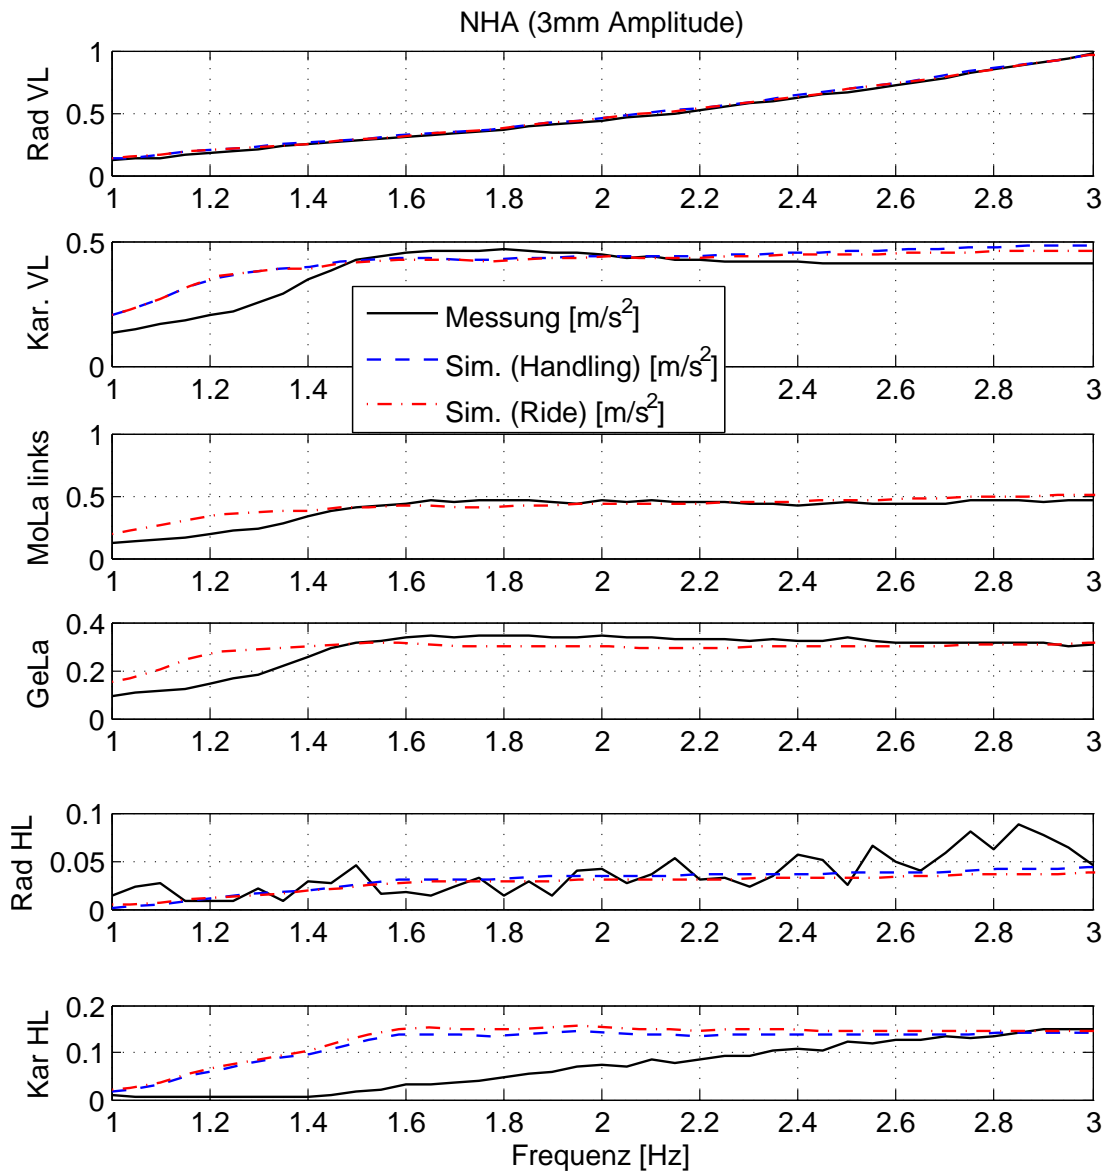 NHA (3mm Amplitude)
1
0.5
0
Rad VL
1 1.2 1.4 1.6 1.8 2 2.2 2.4 2.6 2.8 3
0.5
0
Kar. VL
Messung [m/s²]
Sim. (Handling) [m/s²]
Sim. (Ride) [m/s²]
1 1.2 2.4 2.6 2.8 3
1
0.5
0
MoLa links
1 1.2 1.4 1.6 1.8 2 2.2 2.4 2.6 2.8 3
0.4
0.2
0
GeLa
1 1.2 1.4 1.6 1.8 2 2.2 2.4 2.6 2.8 3
0.1
0.05
0
Rad HL
1 1.2 1.4 1.6 1.8 2 2.2 2.4 2.6 2.8 3
0.2
0.1
0
Kar HL
1 1.2 1.4 1.6 1.8 2 2.2 2.4 2.6 2.8 3
Frequenz [Hz]